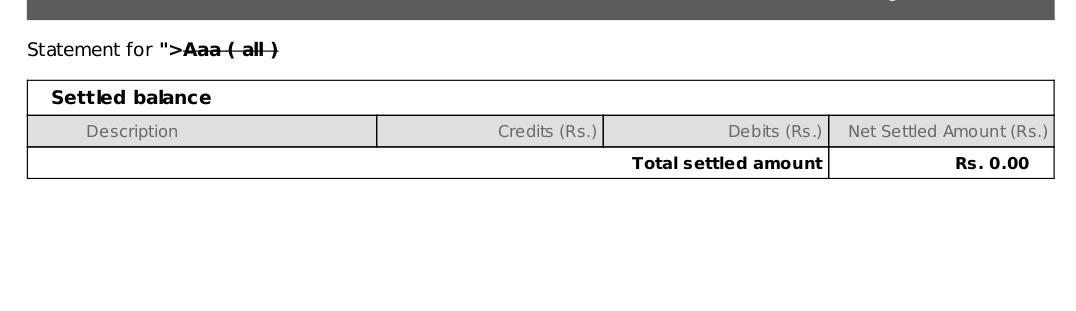 Statement for ">Aaa ( all )
Settled balance
Description Credits (Rs.) Debits (Rs.) Net Settled Amount (Rs.)
Total settled amount Rs. 0.00